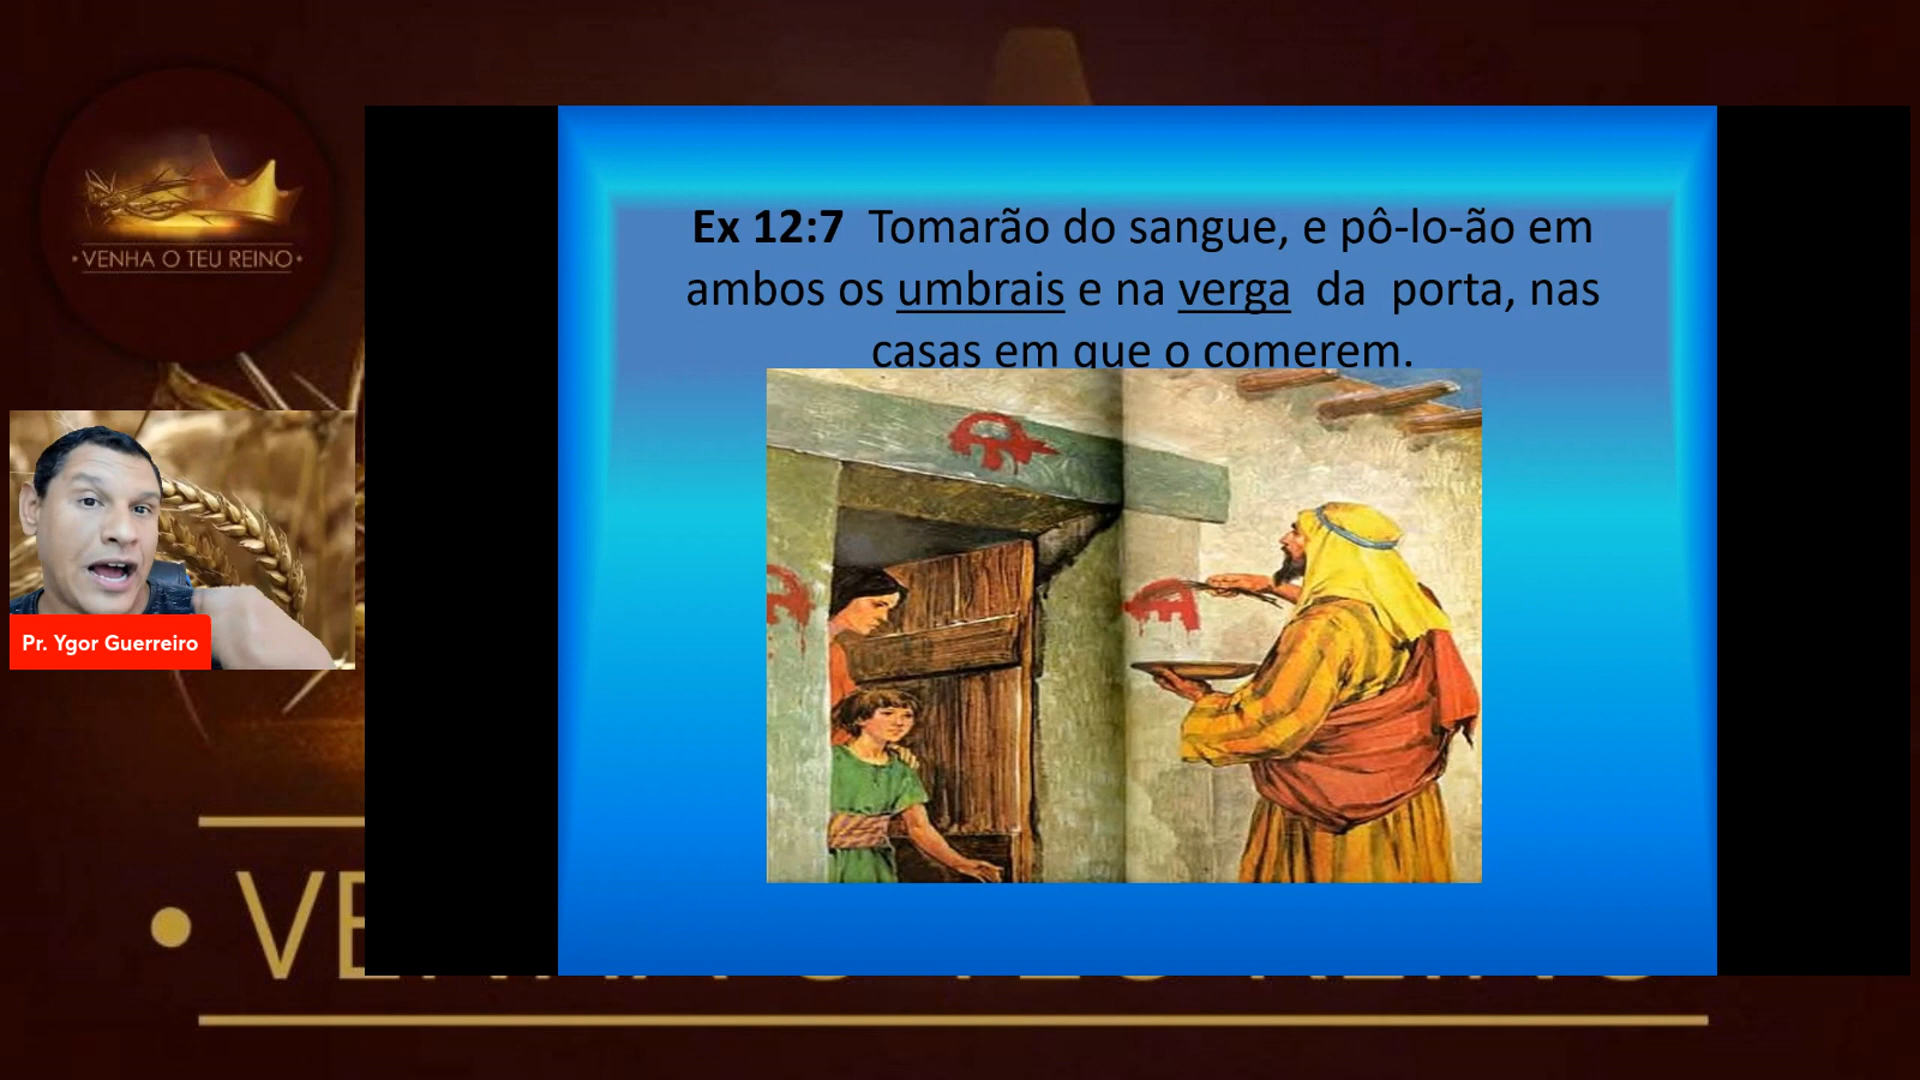 VENHA O TEU REINO
Ex 12:7 Tomarão do sangue, e pô-lo-ão em
ambos os umbrais e na verga da porta, nas
casas em que o comerem.
Pr. Ygor Guerreiro